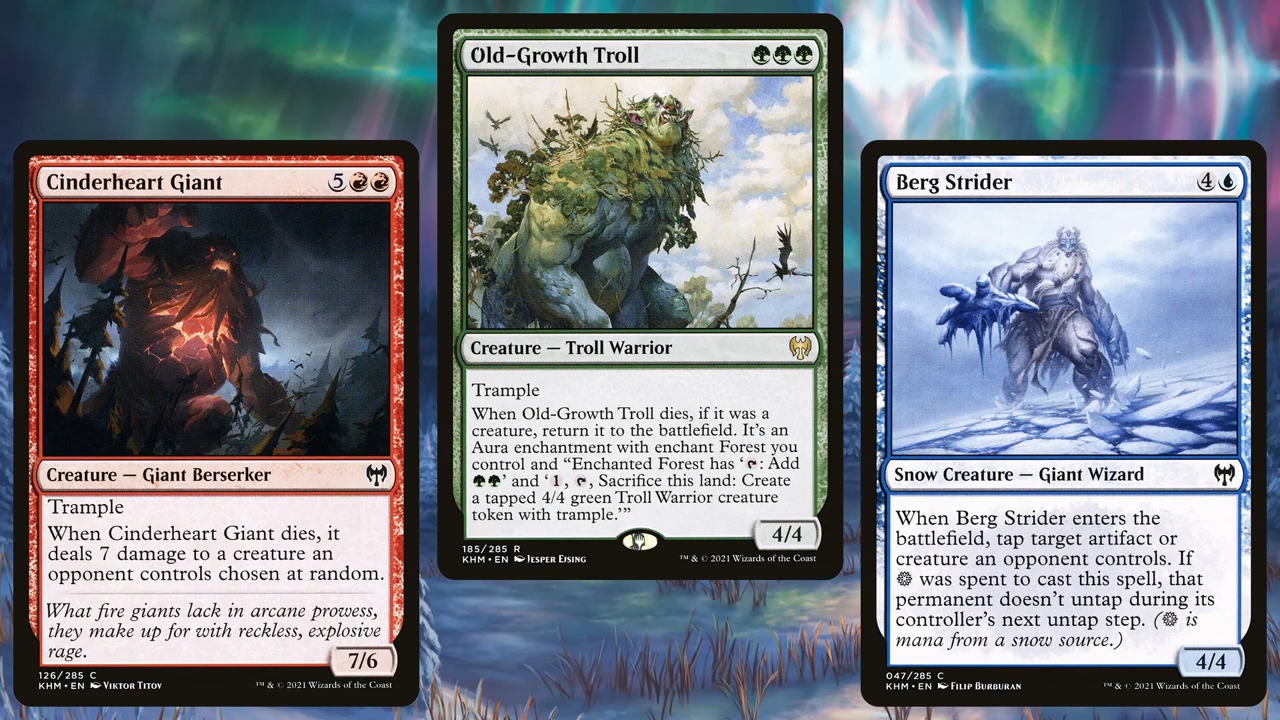 Cinderheart Giant 5
Creature — Giant Berserker
Trample
When Cinderheart Giant dies, it
deals 7 damage to a creature an
opponent controls chosen at random.
What fire giants lack in arcane prowess,
they make up for with reckless, explosive
rage.
7/6
126/285 C
KHM • EN Viktor Titov ™ & © 2021 Wizards of the Coast
Old-Growth Troll
Creature — Troll Warrior
Trample
When Old-Growth Troll dies, if it was a
creature, return it to the battlefield. It's an
Aura enchantment with enchant Forest you
control and “Enchanted Forest has ‘: Add
’ and ‘1, , Sacrifice this land: Create
a tapped 4/4 green Troll Warrior creature
token with trample.’”
4/4
185/285 R
KHM • EN Jesper Ejsing ™ & © 2021 Wizards of the Coast
Berg Strider 4
Snow Creature — Giant Wizard
When Berg Strider enters the
battlefield, tap target artifact or
creature an opponent controls. If
was spent to cast this spell, that
permanent doesn't untap during its
controller's next untap step. ( is
mana from a snow source.)
4/4
047/285 C
KHM • EN Filip Burburan ™ & © 2021 Wizards of the Coast